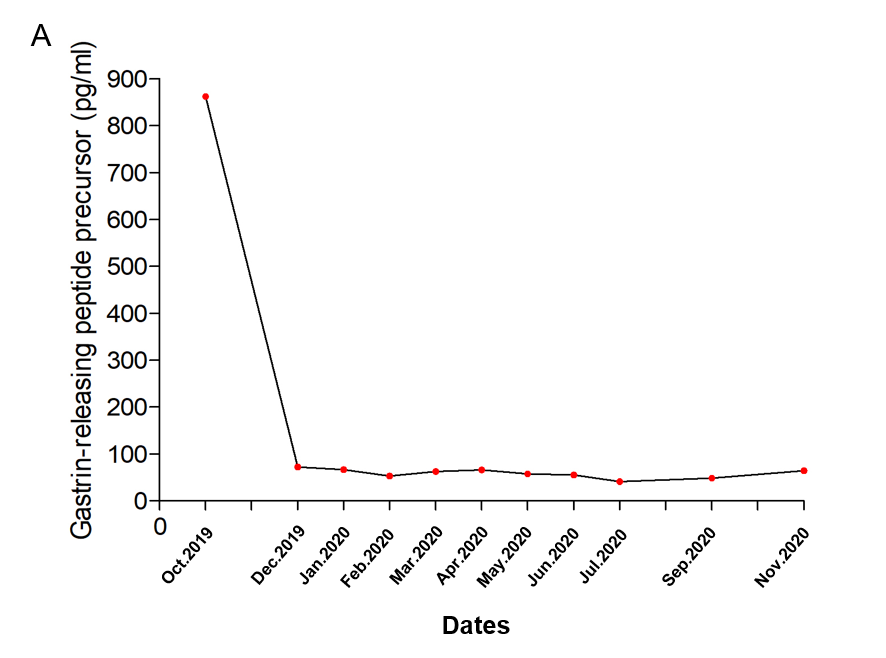 A
Gastrin-releasing peptide precursor (pg/ml)
900
800
700
600
500
400
300
200
100
0
0
Oct.2019
Dec.2019
Jan.2020
Feb.2020
Mar.2020
Apr.2020
May.2020
Jun.2020
Jul.2020
Sep.2020
Nov.2020
Dates